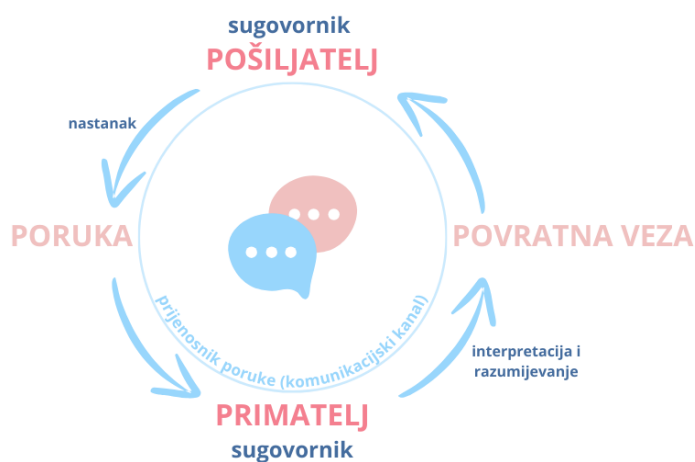 sugovornik
POŠILJATELJ
nastanak
PORUKA
POVRATNA VEZA
prijenosnik poruke (komunikacijski kanal)
interpretacija i
razumijevanje
PRIMATELJ
sugovornik